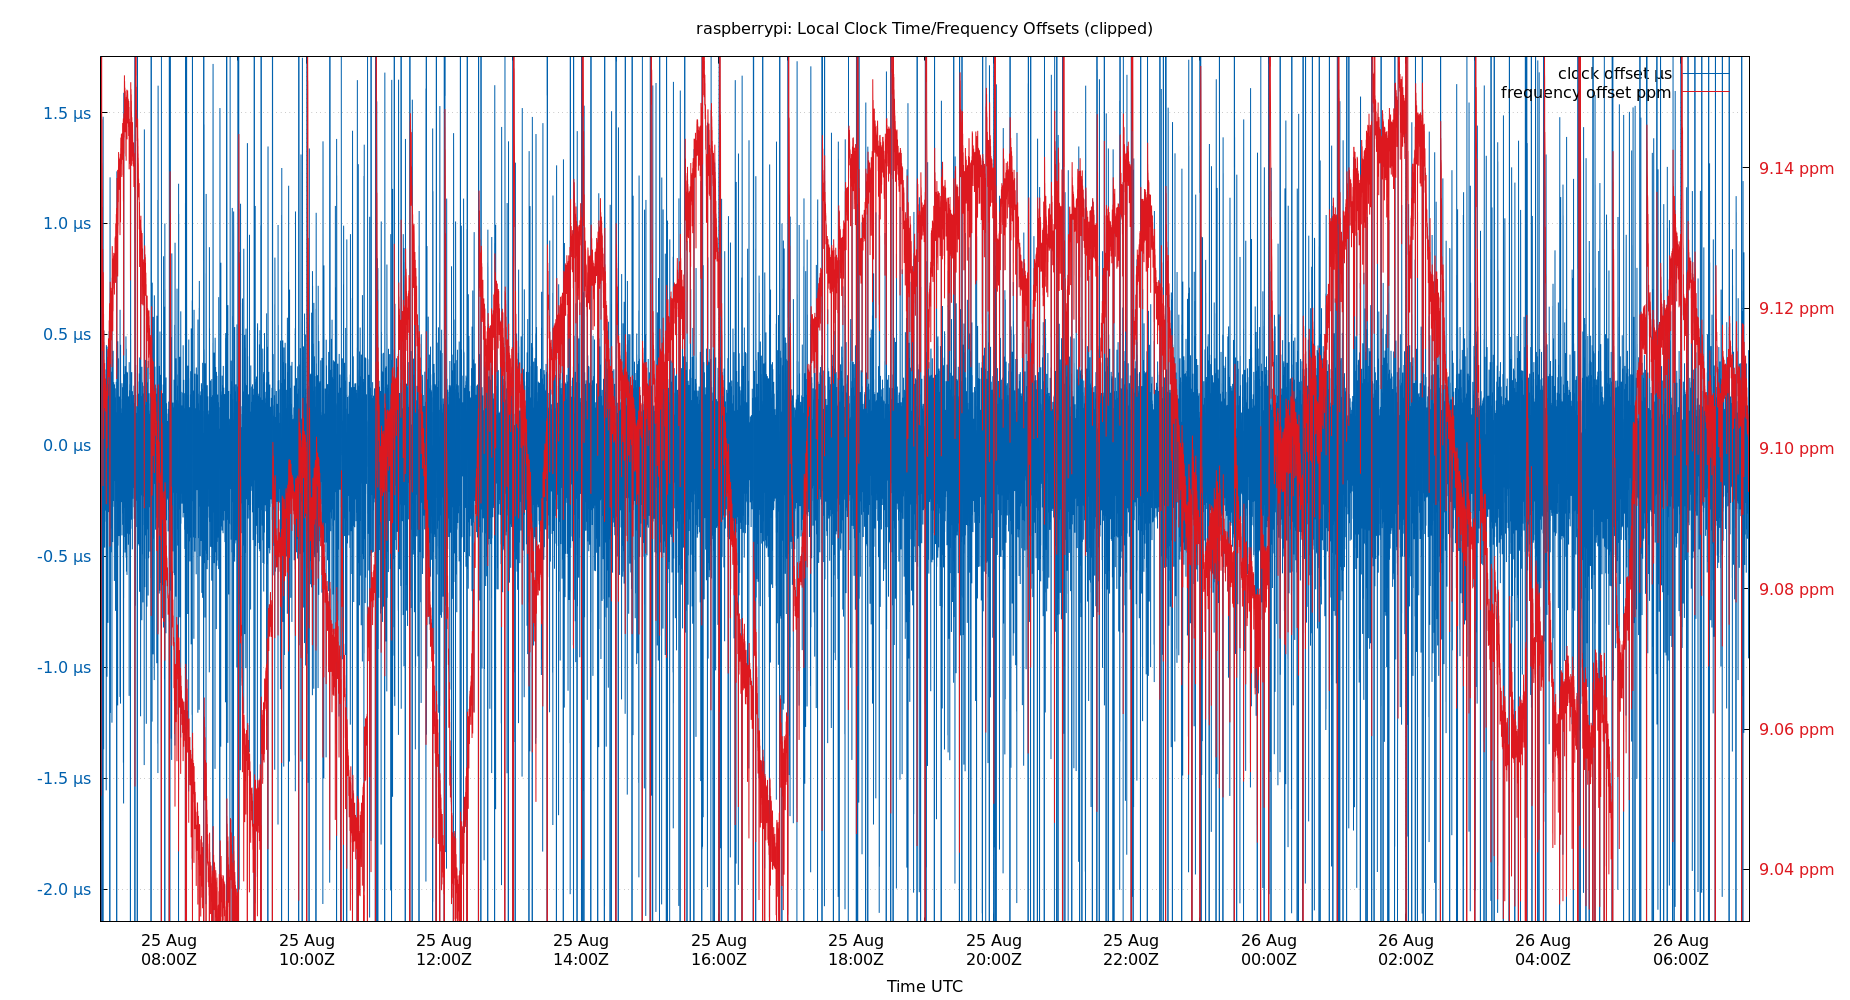 raspberrypi: Local Clock Time/Frequency Offsets (clipped)
clock offset μs
frequency offset ppm
1.5 μs
1.0 μs
0.5 μs
0.0 μs
-0.5 μs
-1.0 μs
-1.5 μs
-2.0 μs
9.14 ppm
9.12 ppm
9.10 ppm
9.08 ppm
9.06 ppm
9.04 ppm
25 Aug 25 Aug 25 Aug 25 Aug 25 Aug 25 Aug 25 Aug 25 Aug 26 Aug 26 Aug 26 Aug 26 Aug
08:00Z 10:00Z 12:00Z 14:00Z 16:00Z 18:00Z 20:00Z 22:00Z 00:00Z 02:00Z 04:00Z 06:00Z
Time UTC